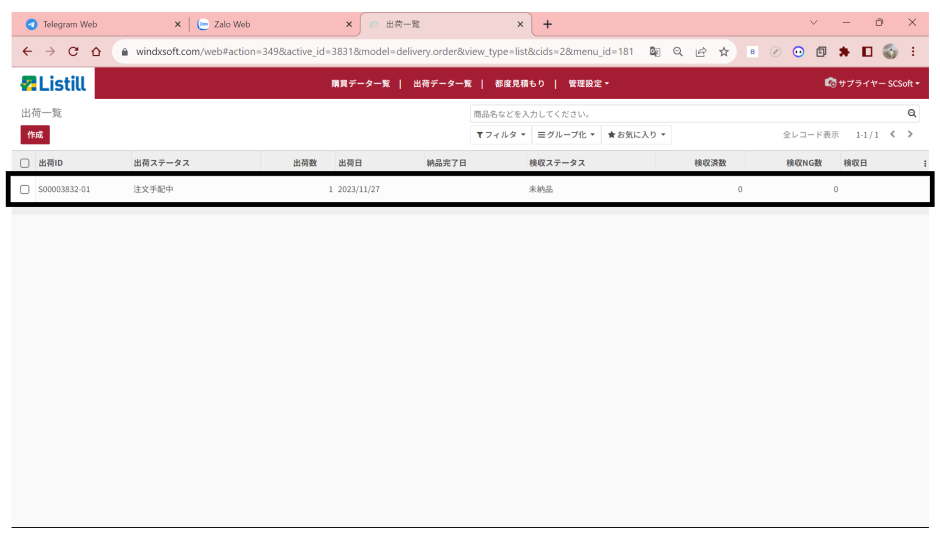 Telegram Web
Zalo Web
出荷一覧
windxsoft.com/web#action=349&active_id=3831&model=delivery.order&view_type=list&cids=2&menu_id=181
Listill
購買データ一覧 | 出荷データ一覧 | 都度見積もり | 管理設定
サプライヤー SCSoft
出荷一覧
商品名などを入力してください。
作成
フィルタ
グループ化
お気に入り
全レコード表示
1-1 / 1
出荷ID 出荷ステータス 出荷数 出荷日 納品完了日 検収ステータス 検収済数 検収NG数 検収日
S00003832-01 注文手配中 1 2023/11/27 未納品 0 0